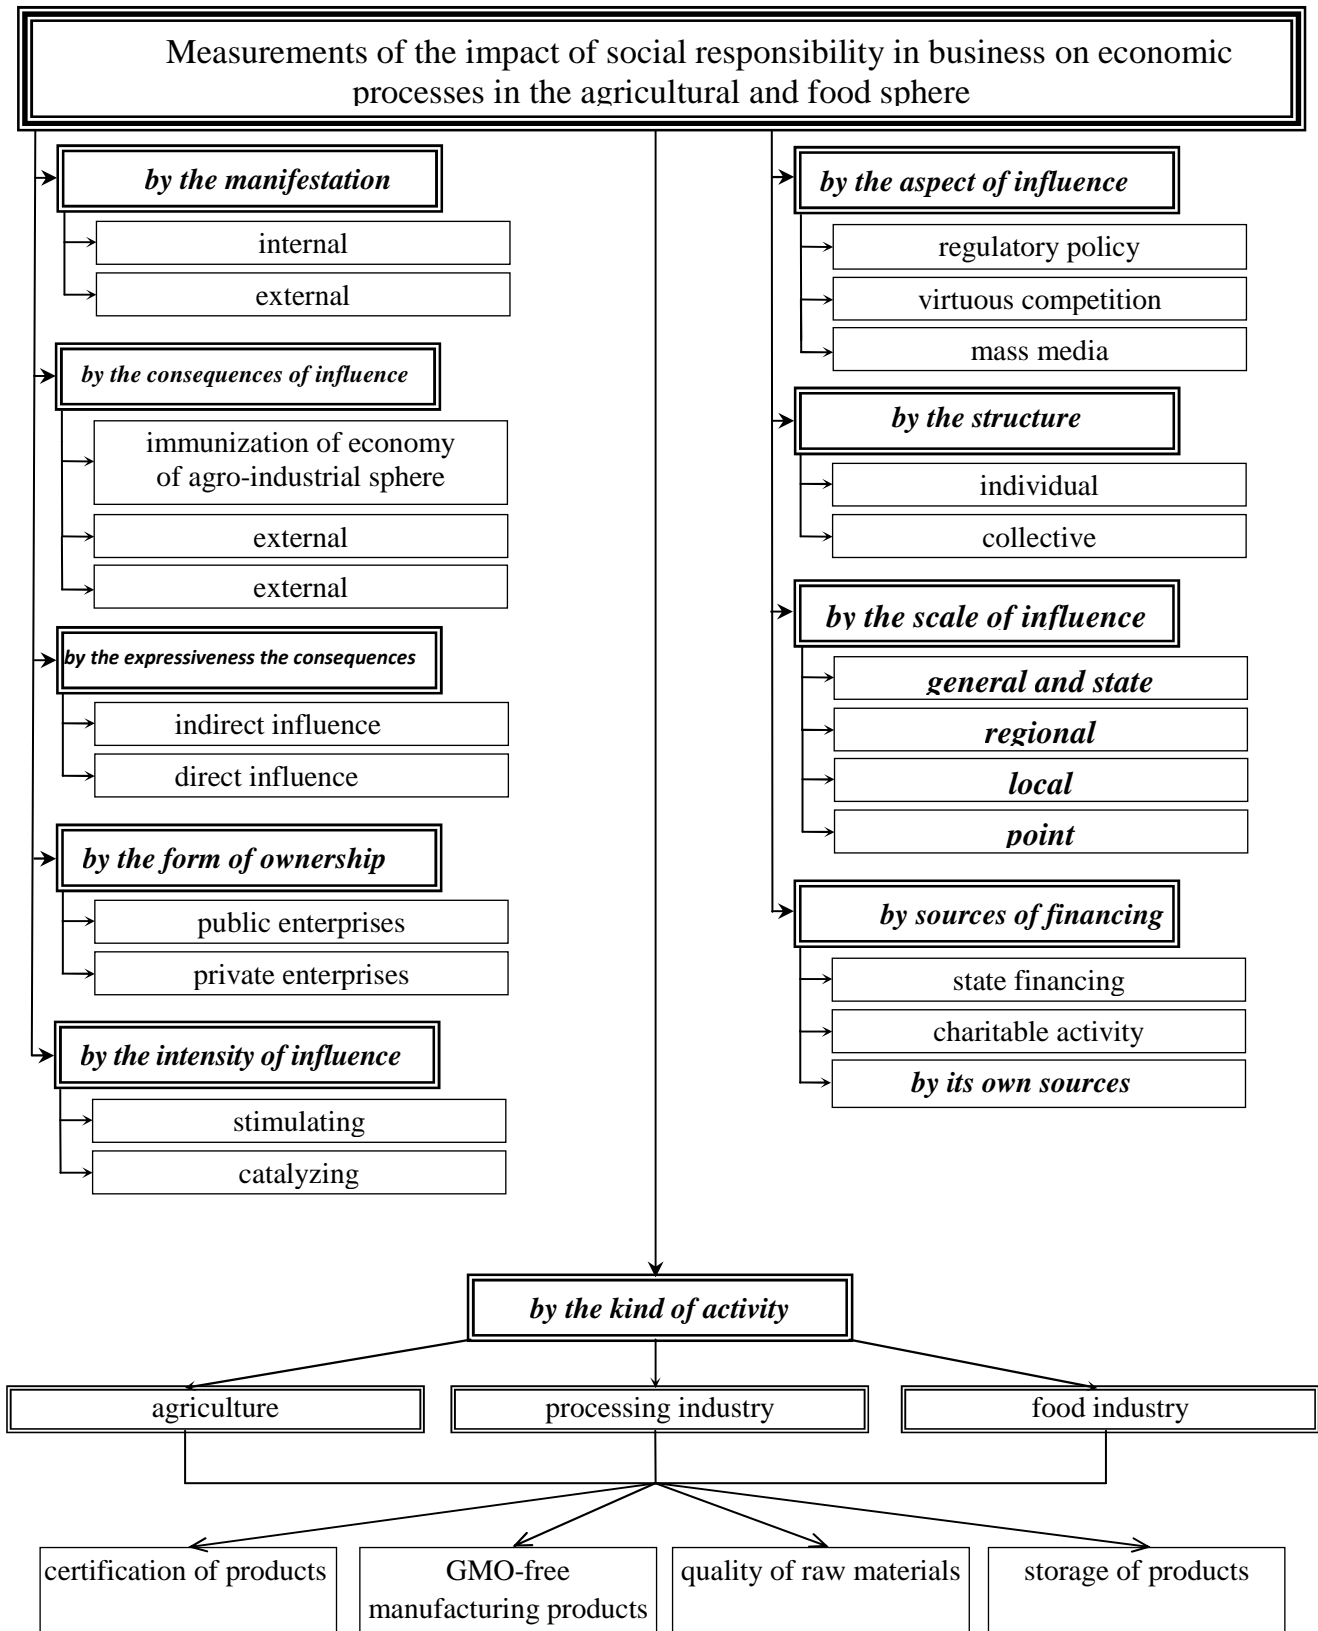 Measurements of the impact of social responsibility in business on economic
processes in the agricultural and food sphere
by the manifestation
internal
external
by the consequences of influence
immunization of economy
of agro-industrial sphere
external
external
by the expressiveness the consequences
indirect influence
direct influence
by the form of ownership
public enterprises
private enterprises
by the intensity of influence
stimulating
catalyzing
by the aspect of influence
regulatory policy
virtuous competition
mass media
by the structure
individual
collective
by the scale of influence
general and state
regional
local
point
by sources of financing
state financing
charitable activity
by its own sources
by the kind of activity
agriculture
processing industry
food industry
certification of products
GMO-free
manufacturing products
quality of raw materials
storage of products